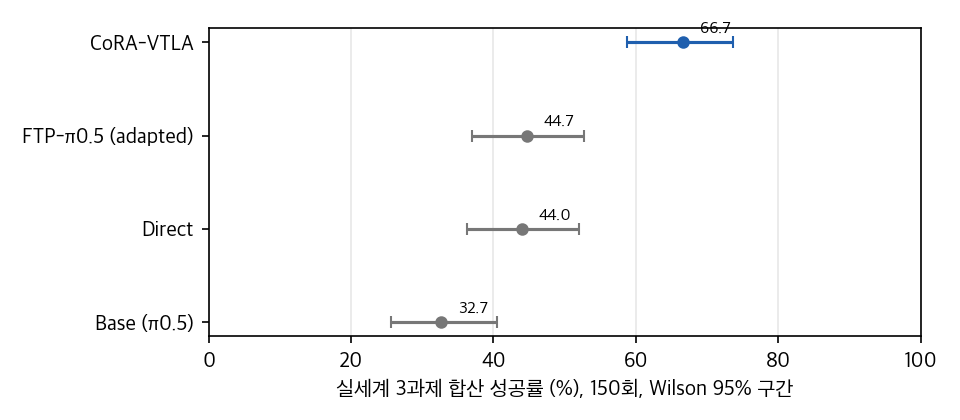 66.7
CoRA-VTLA
44.7
FTP-π0.5 (adapted)
44.0
Direct
32.7
Base (π0.5)
0 20 40 60 80 100
실세계 3과제 합산 성공률 (%), 150회, Wilson 95% 구간